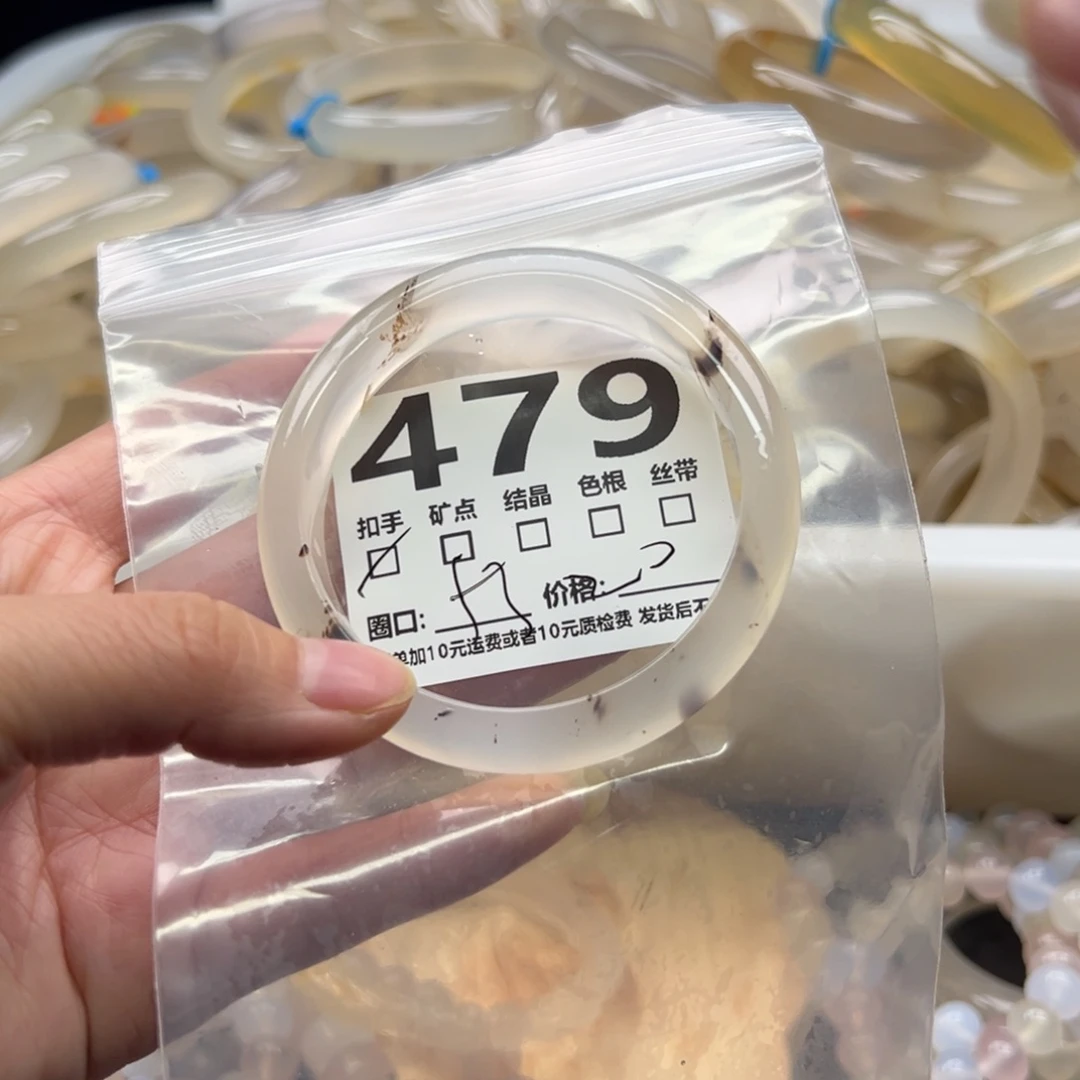 479
扣手 矿点 结晶 色根 丝带
圈口: 价格:
单加10元运费或者10元质检费 发货后不